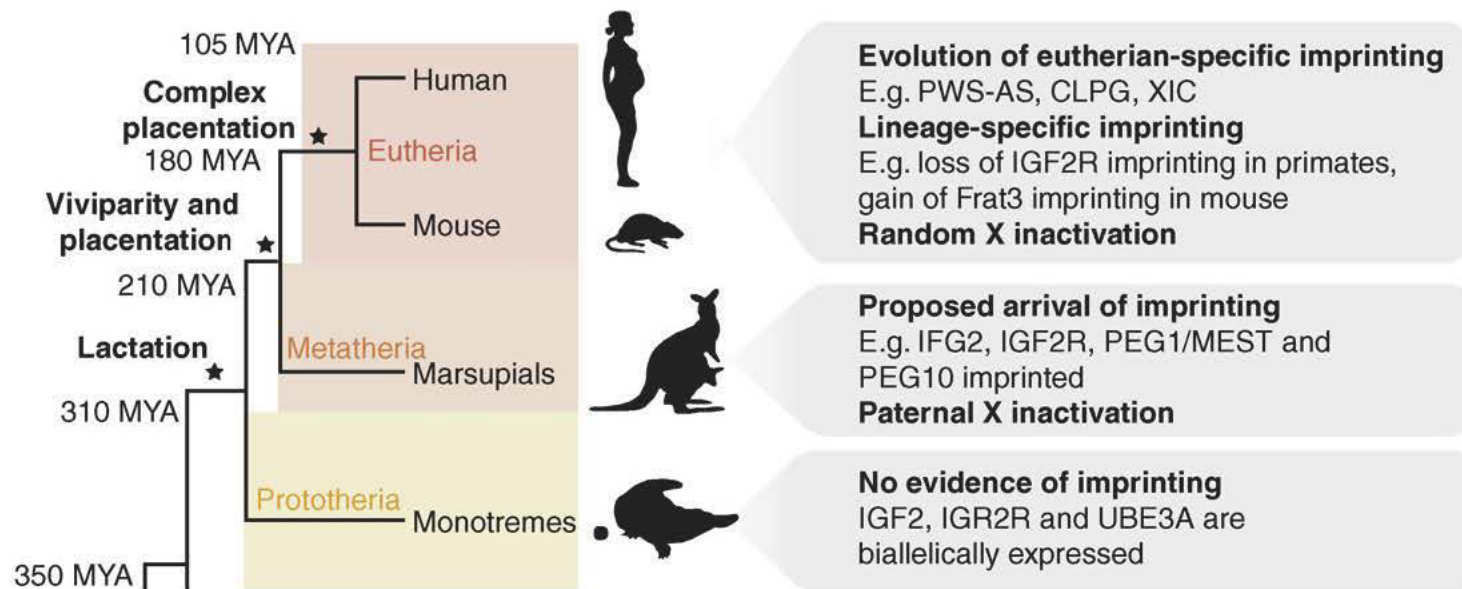 105 MYA
Complex
placentation
180 MYA
Viviparity and
placentation
210 MYA
Lactation
310 MYA
350 MYA
Human
Eutheria
Mouse
Metatheria
Marsupials
Prototheria
Monotremes
Evolution of eutherian-specific imprinting
E.g. PWS-AS, CLPG, XIC
Lineage-specific imprinting
E.g. loss of IGF2R imprinting in primates,
gain of Frat3 imprinting in mouse
Random X inactivation
Proposed arrival of imprinting
E.g. IFG2, IGF2R, PEG1/MEST and
PEG10 imprinted
Paternal X inactivation
No evidence of imprinting
IGF2, IGR2R and UBE3A are
biallelically expressed